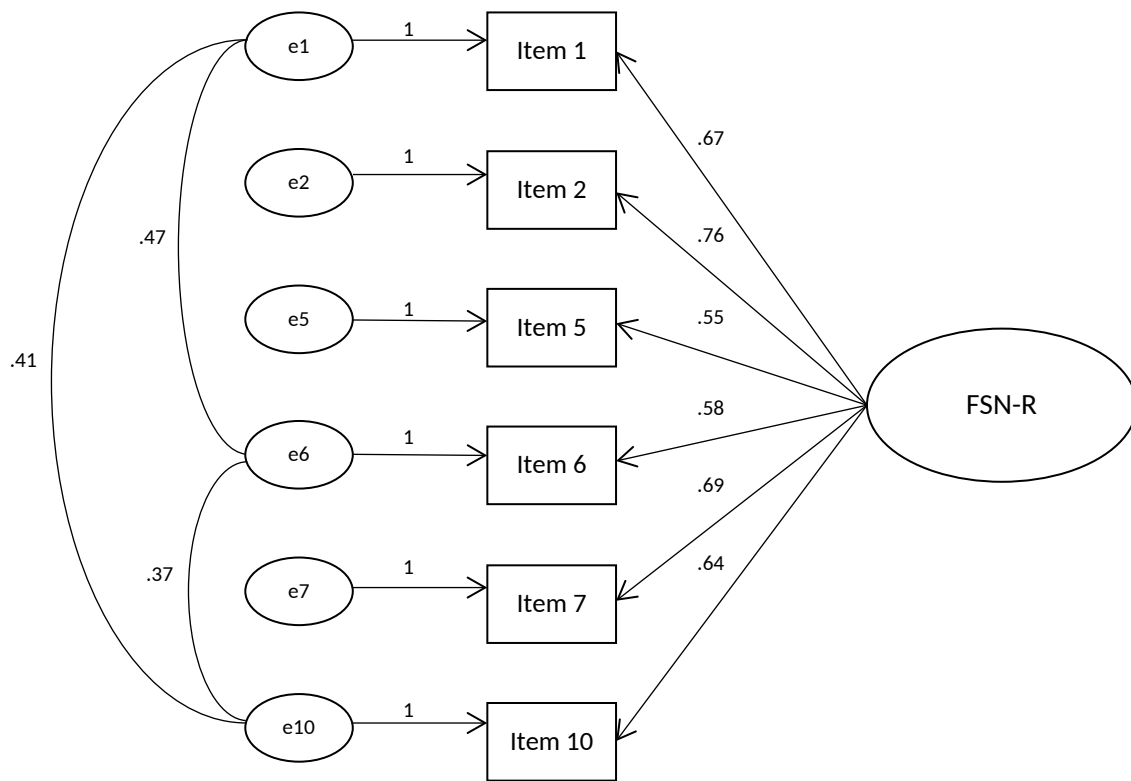 e1
1
Item 1
.67
e2
1
Item 2
.76
.47
e5
1
Item 5
.55
.41
FSN-R
e6
1
Item 6
.58
.69
.37
e7
1
Item 7
.64
e10
1
Item 10